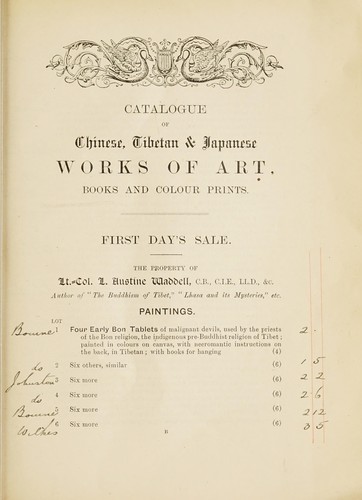 CATALOGUE
OF
Chinese, Tibetan & Japanese
WORKS OF ART.
BOOKS AND COLOUR PRINTS.
FIRST DAY'S SALE.
THE PROPERTY OF
Lt.-Col. L. Austine Waddell, C.B., C.I.E., LL.D., &c.
Author of "The Buddhism of Tibet," "Lhasa and its Mysteries," etc.
PAINTINGS.
LOT
Bourne 1 Four Early Bon Tablets of malignant devils, used by the priests 2 -
of the Bon religion, the indigenous pre-Buddhist religion of Tibet;
painted in colours on canvas, with necromantic instructions on
the back, in Tibetan; with books for hanging (4)
do 2 Six others, similar (6) 1 5
Johnston 3 Six more (6) 2 2
do 4 Six more (6) 2 6
Bourne 5 Six more (6) 2 12
6 Six more (6) 3 5
B